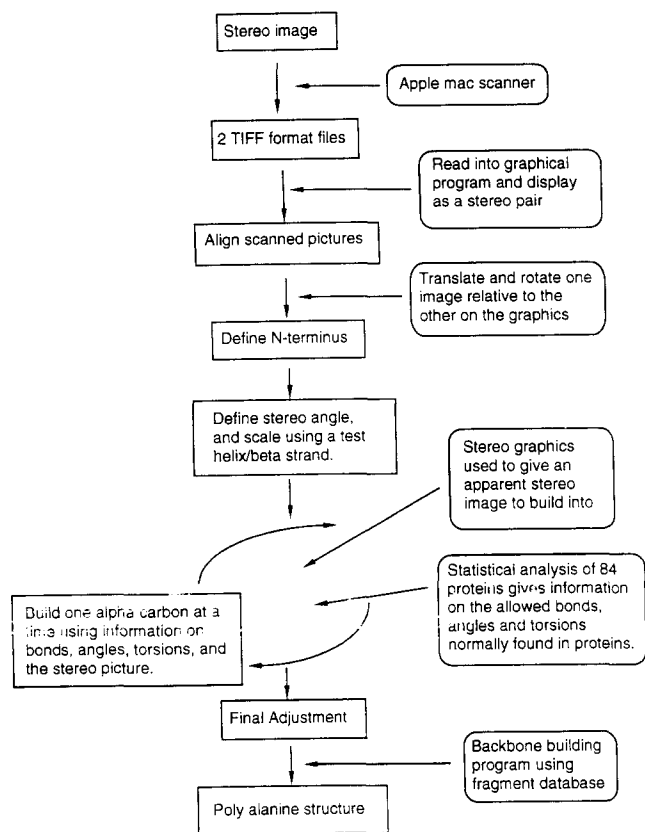 Stereo image
Apple mac scanner
2 TIFF format files
Read into graphical
program and display
as a stereo pair
Align scanned pictures
Translate and rotate one
image relative to the
other on the graphics
Define N-terminus
Define stereo angle,
and scale using a test
helix/beta strand.
Stereo graphics
used to give an
apparent stereo
image to build into
Statistical analysis of 84
proteins gives information
on the allowed bonds,
angles and torsions
normally found in proteins.
Build one alpha carbon at a
time using information on
bonds, angles, torsions, and
the stereo picture.
Final Adjustment
Backbone building
program using
fragment database
Poly alanine structure